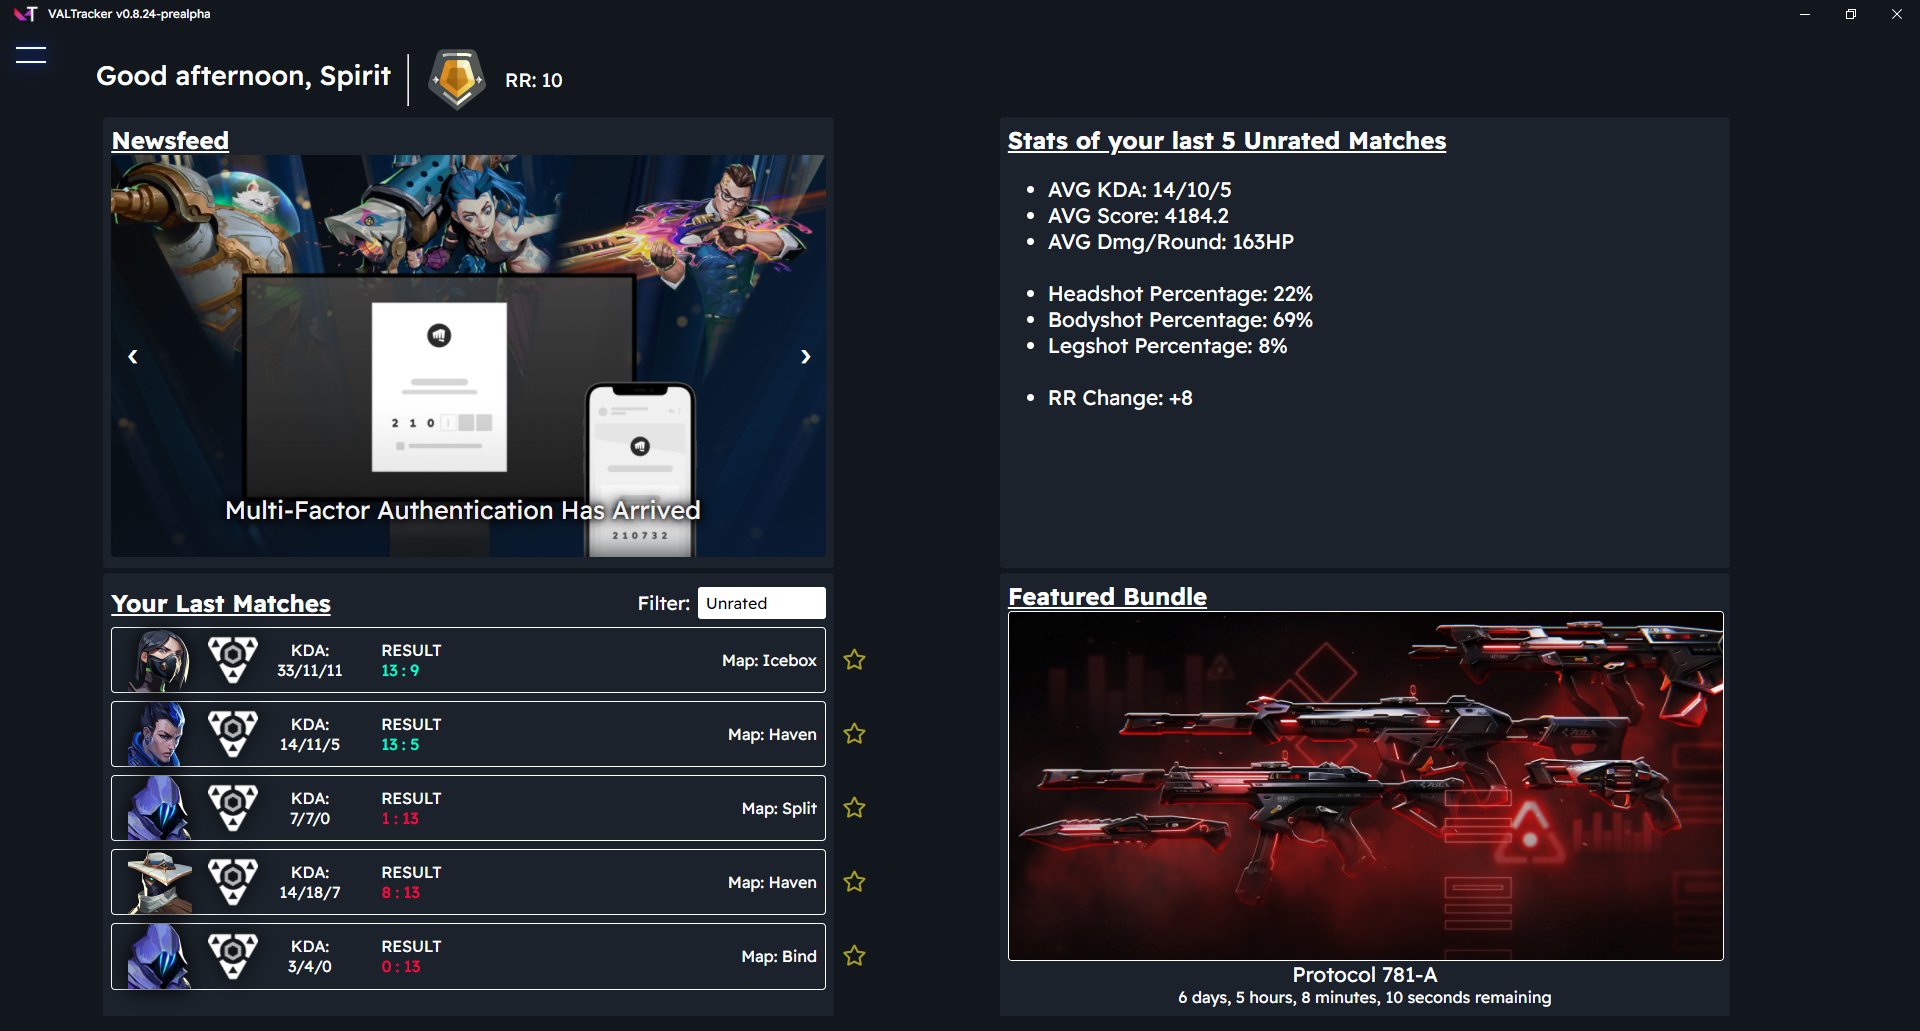 VALTracker v0.8.24-prealpha
Good afternoon, Spirit
RR: 10
Newsfeed
2 1 0
Multi-Factor Authentication Has Arrived
210732
Your Last Matches
Filter: Unrated
KDA: RESULT
33/11/11 13 : 9
Map: Icebox
KDA: RESULT
14/11/5 13 : 5
Map: Haven
KDA: RESULT
7/7/0 1 : 13
Map: Split
KDA: RESULT
14/18/7 8 : 13
Map: Haven
KDA: RESULT
3/4/0 0 : 13
Map: Bind
Stats of your last 5 Unrated Matches
AVG KDA: 14/10/5
AVG Score: 4184.2
AVG Dmg/Round: 163HP
Headshot Percentage: 22%
Bodyshot Percentage: 69%
Legshot Percentage: 8%
RR Change: +8
Featured Bundle
Protocol 781-A
6 days, 5 hours, 8 minutes, 10 seconds remaining